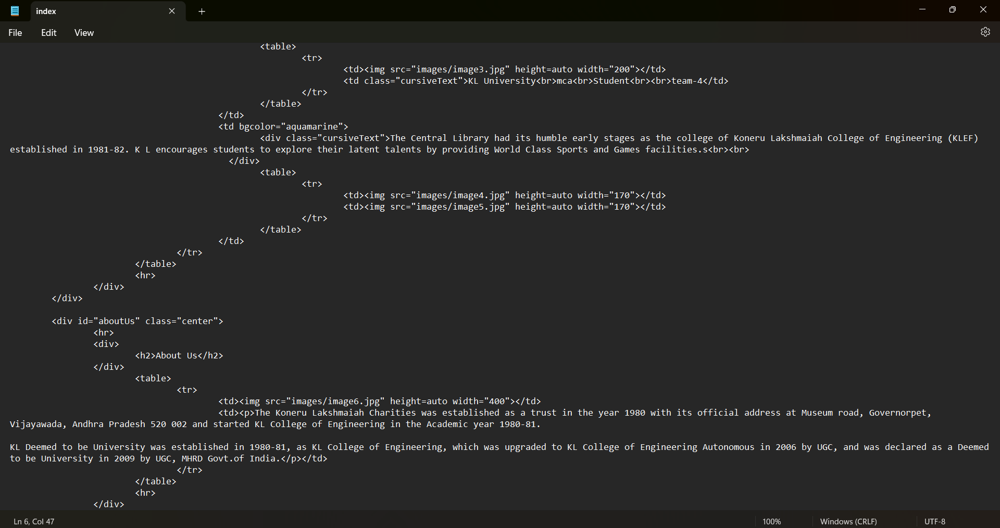 index
File Edit View
<table>
<tr>
<td><img src="images/image3.jpg" height=auto width="200"></td>
<td class="cursiveText">KL University<br>mca<br>Student<br><br>team-4</td>
</tr>
</table>
</td>
<td bgcolor="aquamarine">
<div class="cursiveText">The Central Library had its humble early stages as the college of Koneru Lakshmaiah College of Engineering (KLEF)
established in 1981-82. K L encourages students to explore their latent talents by providing World Class Sports and Games facilities.s<br><br>
</div>
<table>
<tr>
<td><img src="images/image4.jpg" height=auto width="170"></td>
<td><img src="images/image5.jpg" height=auto width="170"></td>
</tr>
</table>
</td>
</tr>
</table>
<hr>
</div>
</div>
<div id="aboutUs" class="center">
<hr>
<div>
<h2>About Us</h2>
</div>
<table>
<tr>
<td><img src="images/image6.jpg" height=auto width="400"></td>
<td><p>The Koneru Lakshmaiah Charities was established as a trust in the year 1980 with its official address at Museum road, Governorpet,
Vijayawada, Andhra Pradesh 520 002 and started KL College of Engineering in the Academic year 1980-81.
KL Deemed to be University was established in 1980-81, as KL College of Engineering, which was upgraded to KL College of Engineering Autonomous in 2006 by UGC, and was declared as a Deemed
to be University in 2009 by UGC, MHRD Govt.of India.</p></td>
</tr>
</table>
<hr>
</div>
Ln 6, Col 47 100% Windows (CRLF) UTF-8